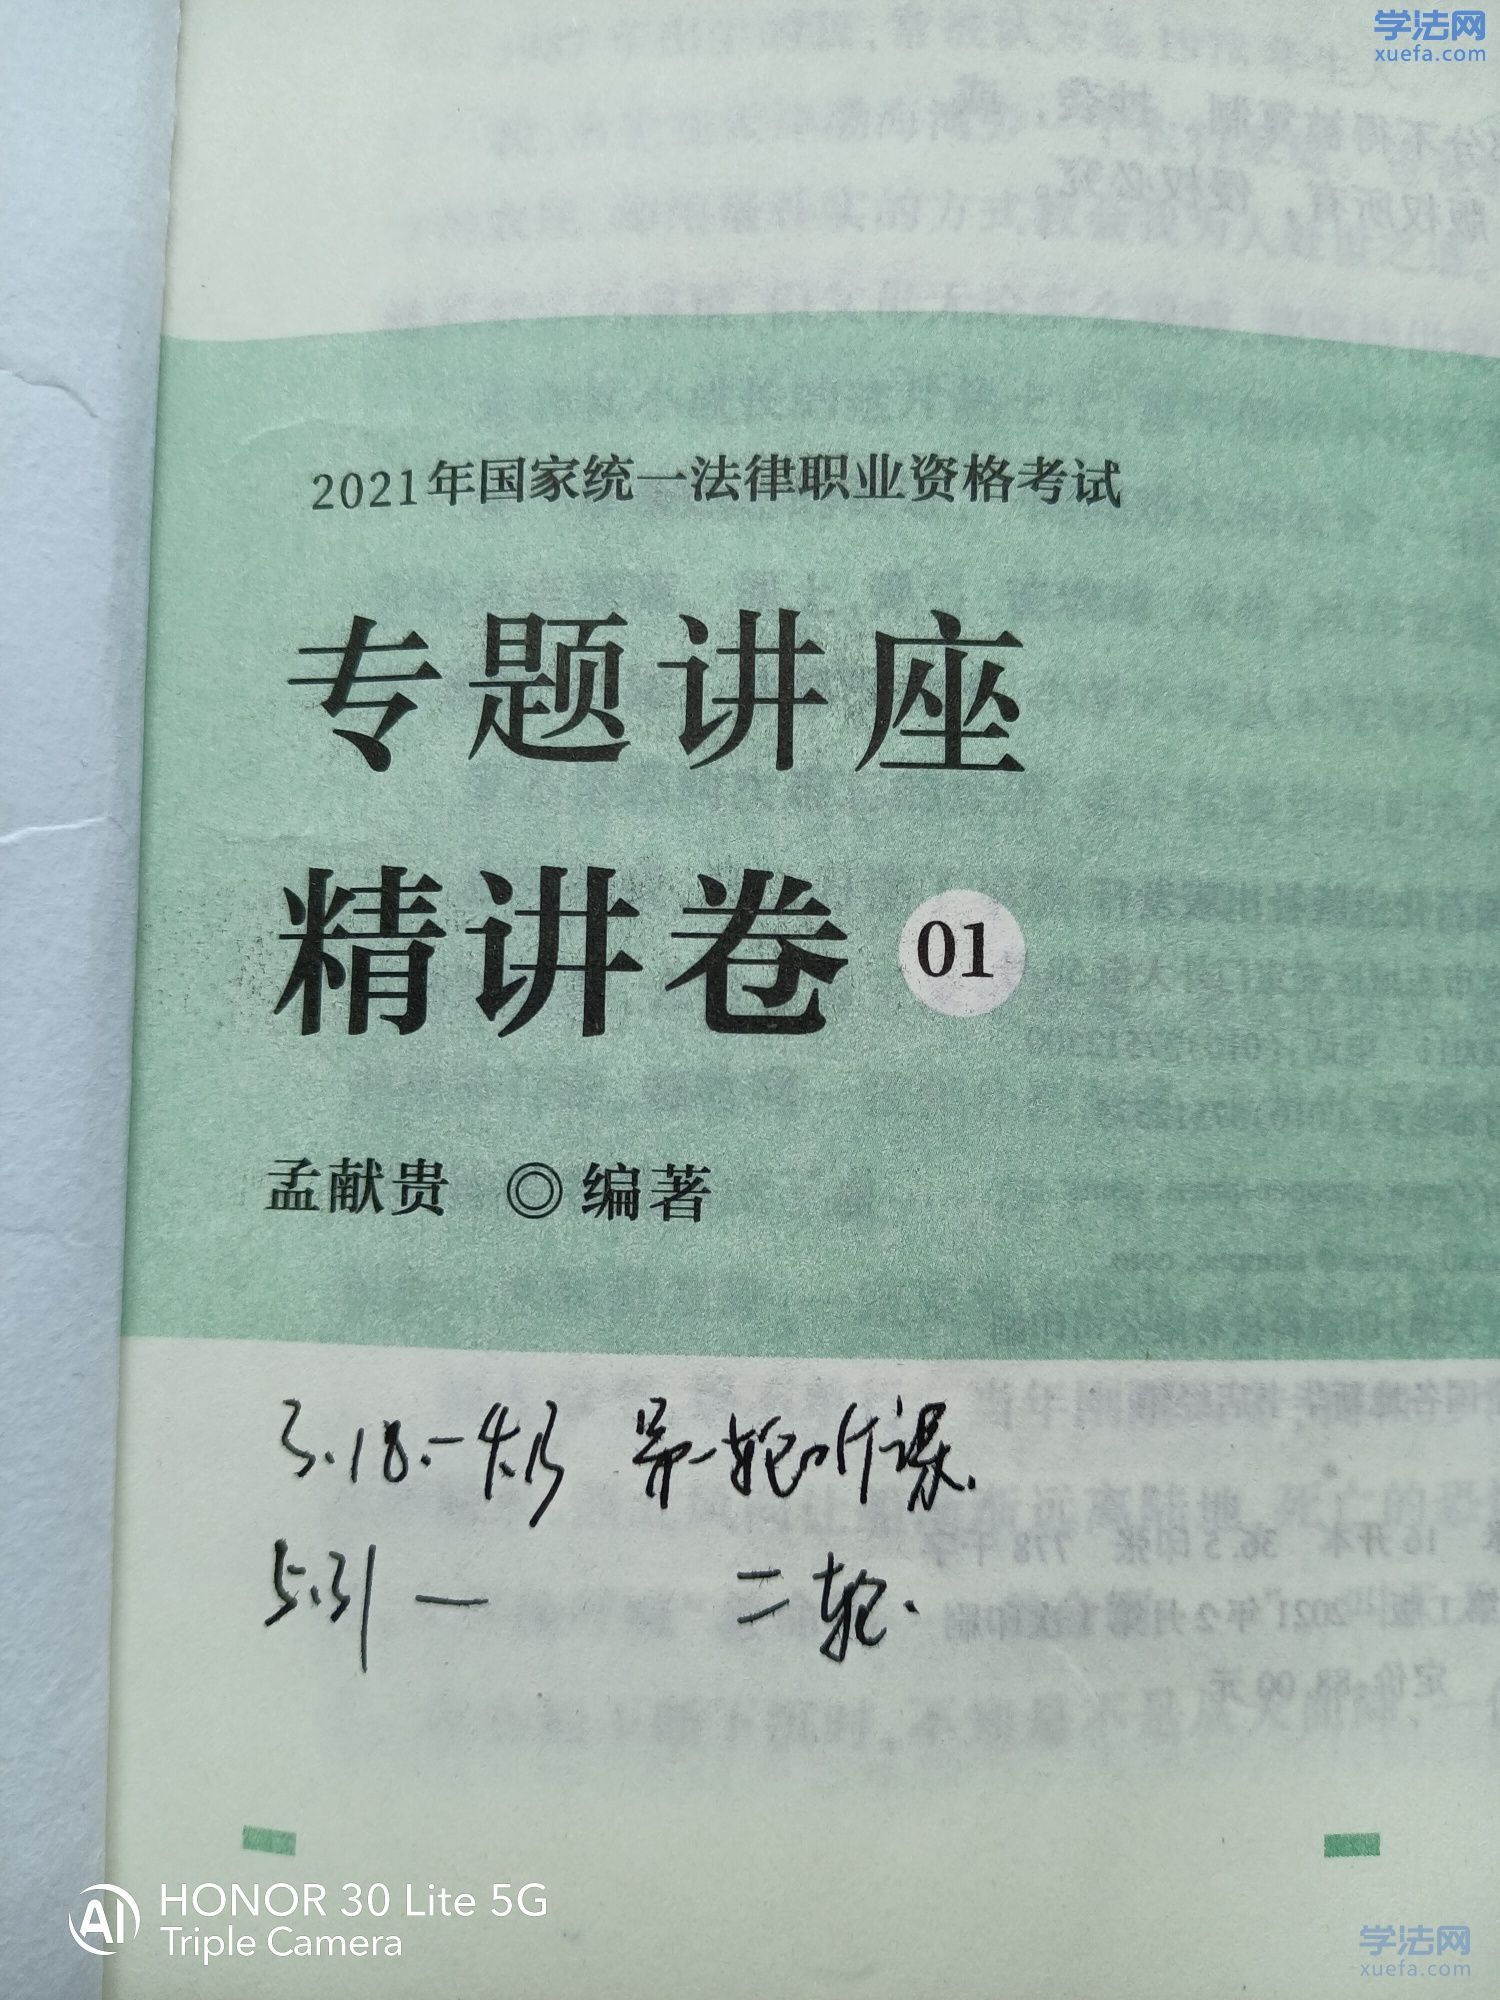 学法网
xuefa.com
2021年国家统一法律职业资格考试
专题讲座
精讲卷 01
孟献贵 ◎ 编著
3.18.-4.13 第一轮听课.
5.31 — 二轮.
HONOR 30 Lite 5G
Triple Camera
学法网
xuefa.com